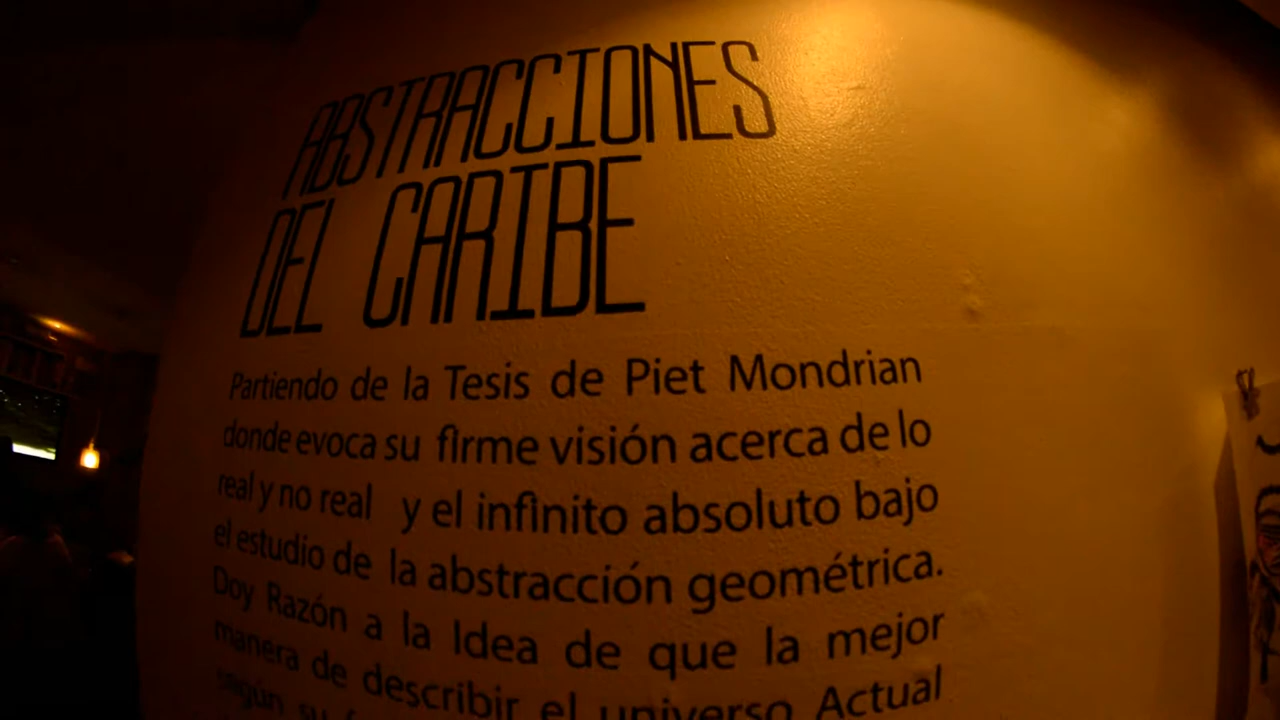 ABSTRACCIONES
DEL CARIBE
Partiendo de la Tesis de Piet Mondrian
donde evoca su firme visión acerca de lo
real y no real y el infinito absoluto bajo
el estudio de la abstracción geométrica.
Doy Razón a la Idea de que la mejor
manera de describir el universo Actual
según su